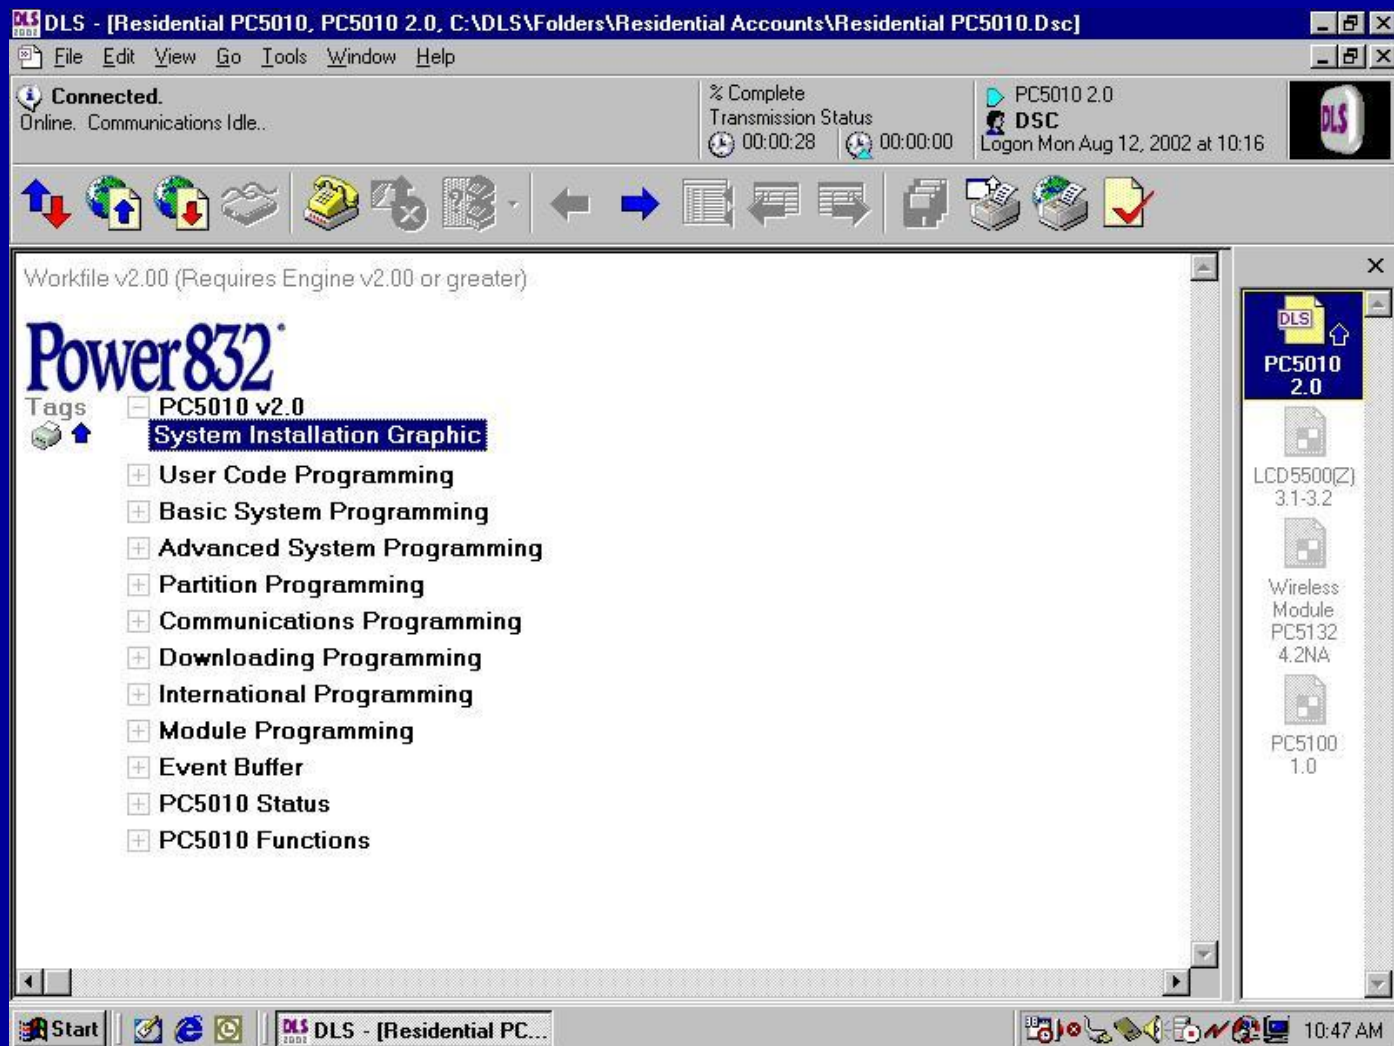 DLS - [Residential PC5010, PC5010 2.0, C:\DLS\Folders\Residential Accounts\Residential PC5010.Dsc]
File Edit View Go Tools Window Help
Connected.
Online. Communications Idle..
% Complete
Transmission Status
00:00:28 00:00:00
PC5010 2.0
DSC
Logon Mon Aug 12, 2002 at 10:16
DLS
Workfile v2.00 (Requires Engine v2.00 or greater)
Power832
Tags
PC5010 v2.0
System Installation Graphic
User Code Programming
Basic System Programming
Advanced System Programming
Partition Programming
Communications Programming
Downloading Programming
International Programming
Module Programming
Event Buffer
PC5010 Status
PC5010 Functions
DLS
PC5010
2.0
LCD5500(Z)
3.1-3.2
Wireless
Module
PC5132
4.2NA
PC5100
1.0
Start
DLS - [Residential PC...
10:47 AM